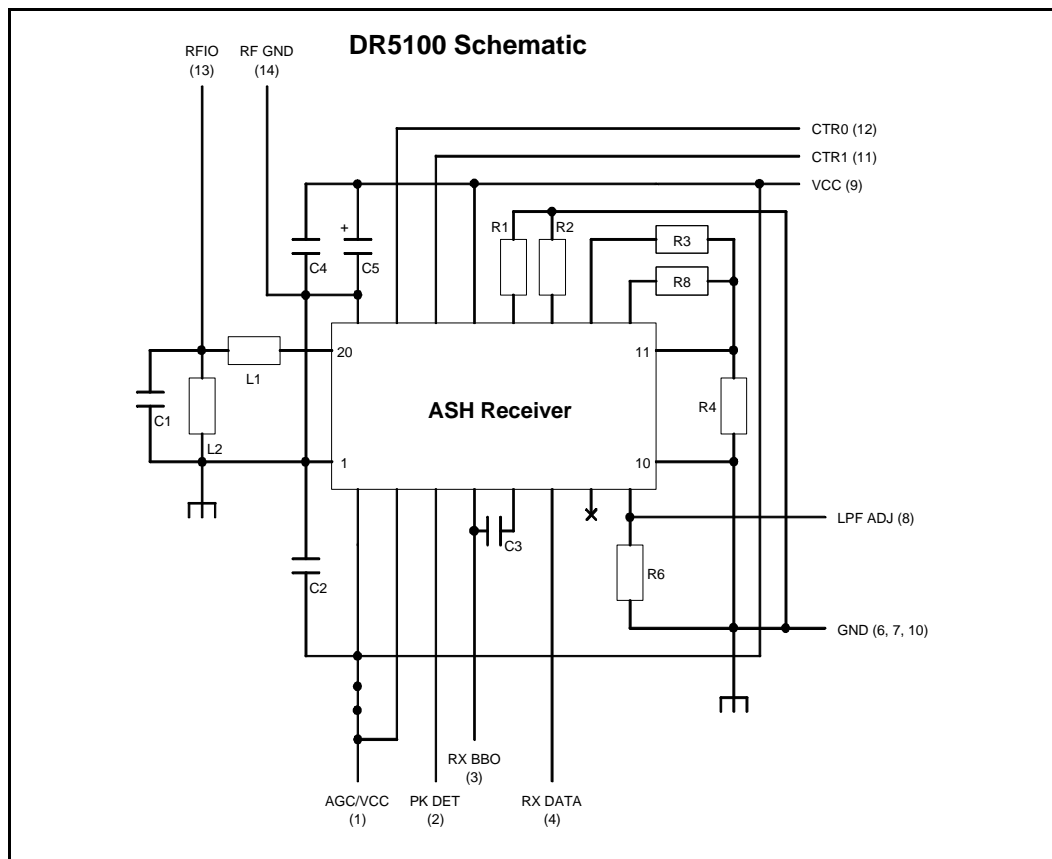 DR5100 Schematic
RFIO
(13)
RF GND
(14)
CTR0 (12)
CTR1 (11)
VCC (9)
R1
R2
R3
+
C4
C5
R8
20
11
L1
ASH Receiver
R4
C1
L2
1
10
LPF ADJ (8)
C3
C2
R6
GND (6, 7, 10)
RX BBO
(3)
AGC/VCC
(1)
PK DET
(2)
RX DATA
(4)